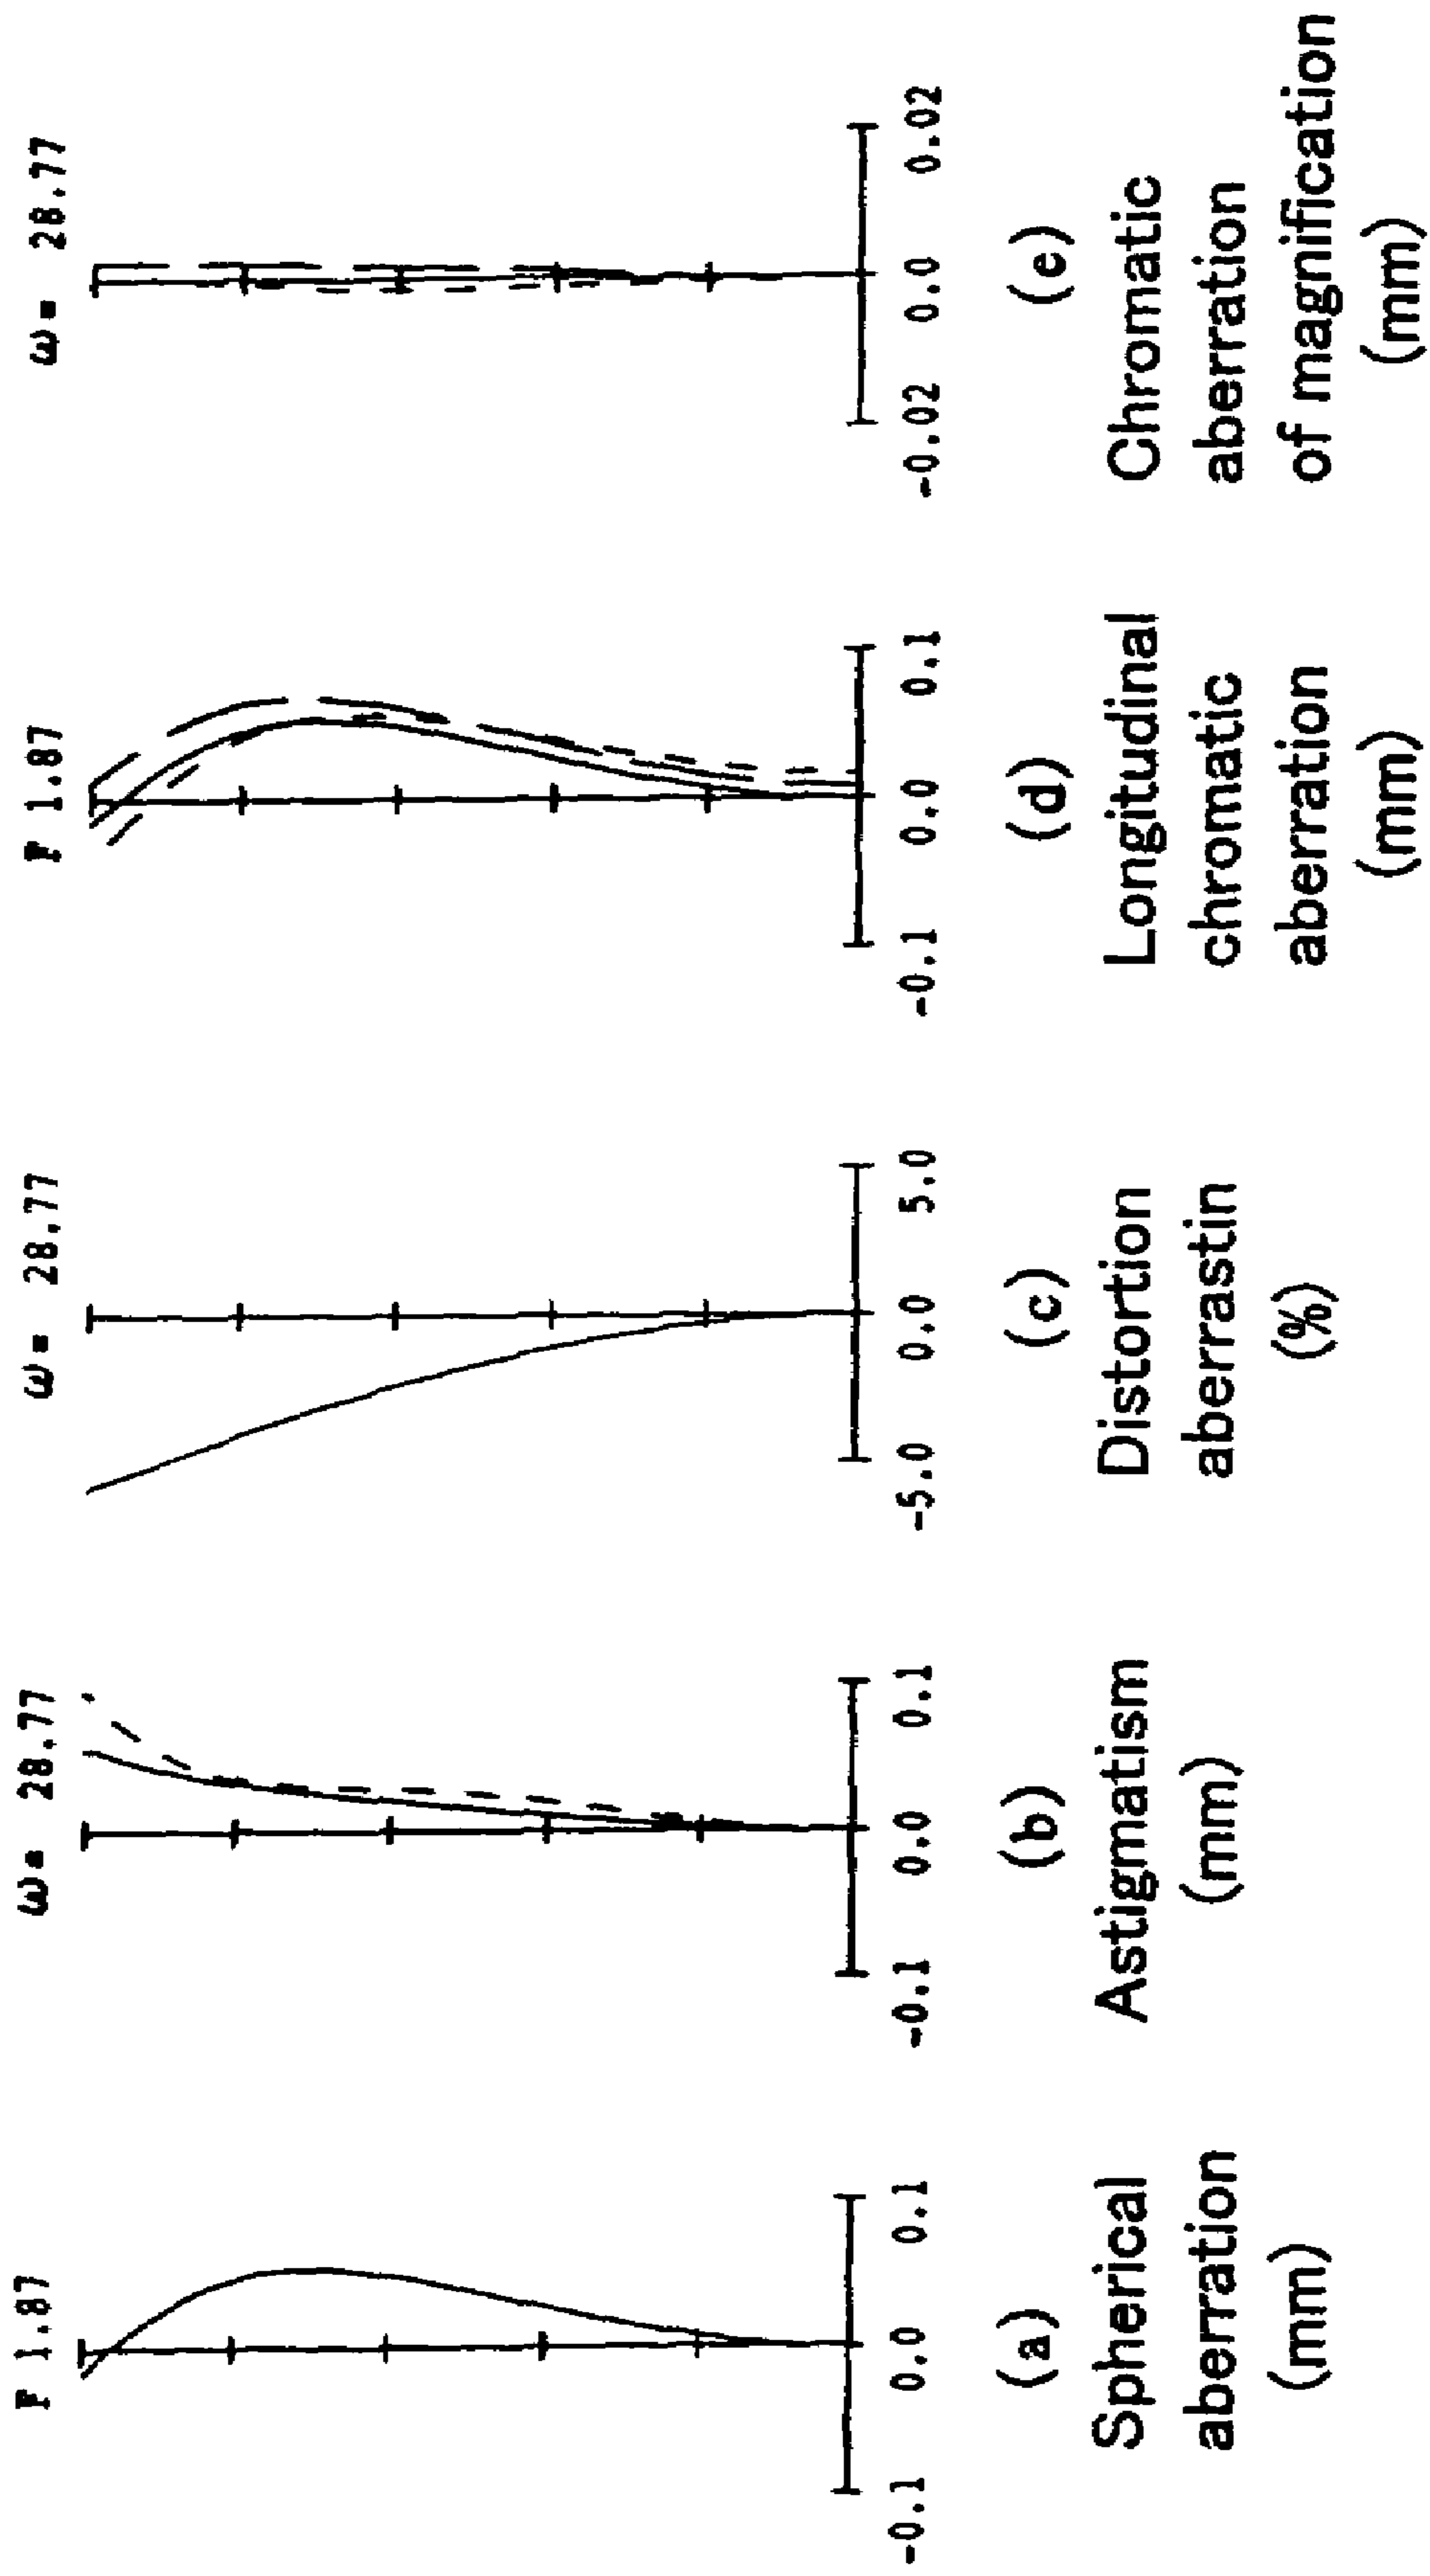 F 1.87
-0.1 0.0 0.1
(a)
Spherical
aberration
(mm)
ω= 28.77
-0.1 0.0 0.1
(b)
Astigmatism
(mm)
ω= 28.77
-5.0 0.0 5.0
(c)
Distortion
aberrastin
(%)
F 1.87
-0.1 0.0 0.1
(d)
Longitudinal
chromatic
aberration
(mm)
ω= 28.77
-0.02 0.0 0.02
(e)
Chromatic
aberration
of magnification
(mm)